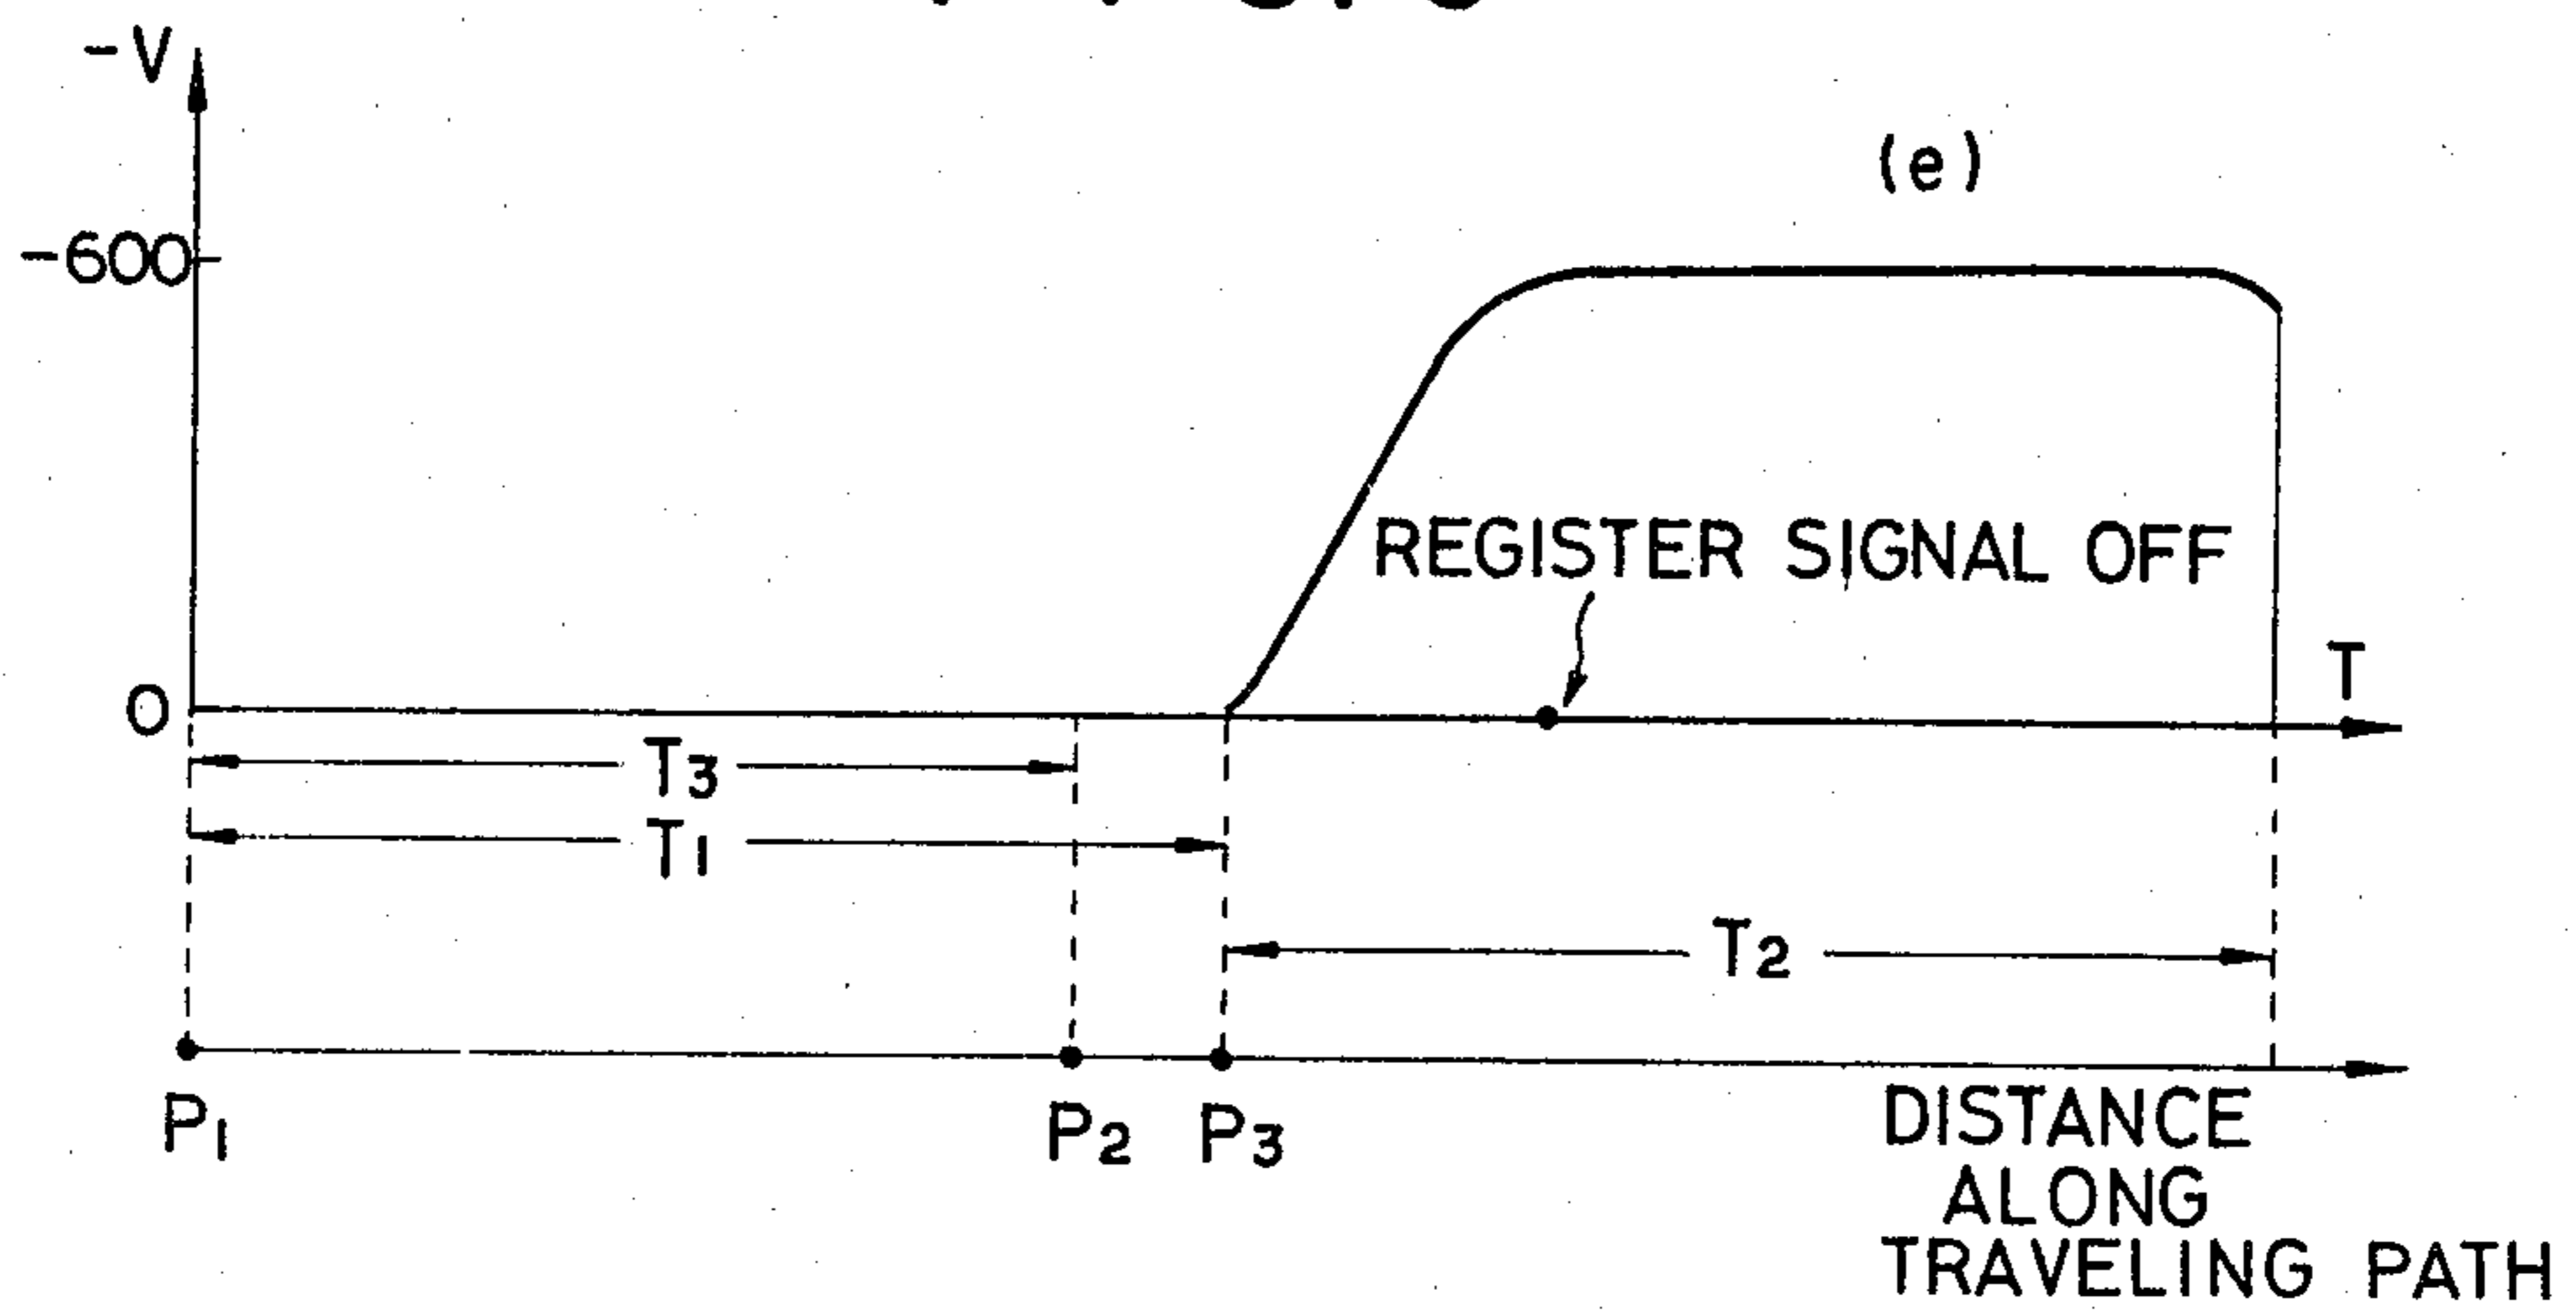 -V
(e)
-600
REGISTER SIGNAL OFF
T
0
T3
T1
T2
P1
P2
P3
DISTANCE
ALONG
TRAVELING PATH